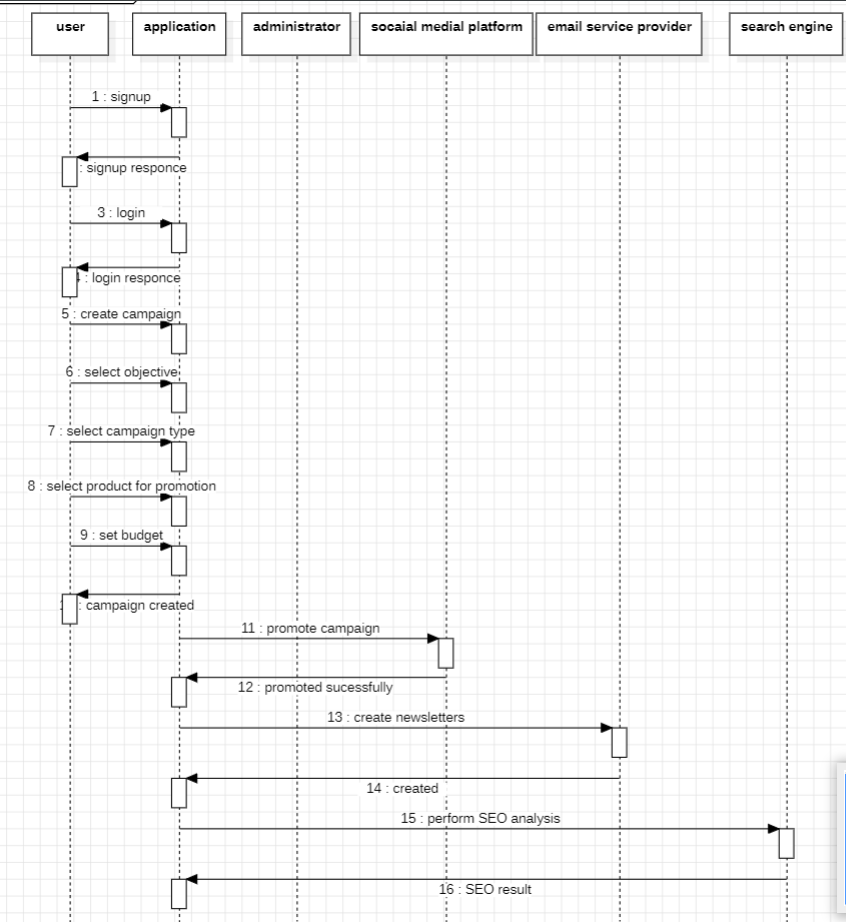 user
application
administrator
socaial medial platform
email service provider
search engine
1 : signup
: signup responce
3 : login
: login responce
5 : create campaign
6 : select objective
7 : select campaign type
8 : select product for promotion
9 : set budget
: campaign created
11 : promote campaign
12 : promoted sucessfully
13 : create newsletters
14 : created
15 : perform SEO analysis
16 : SEO result